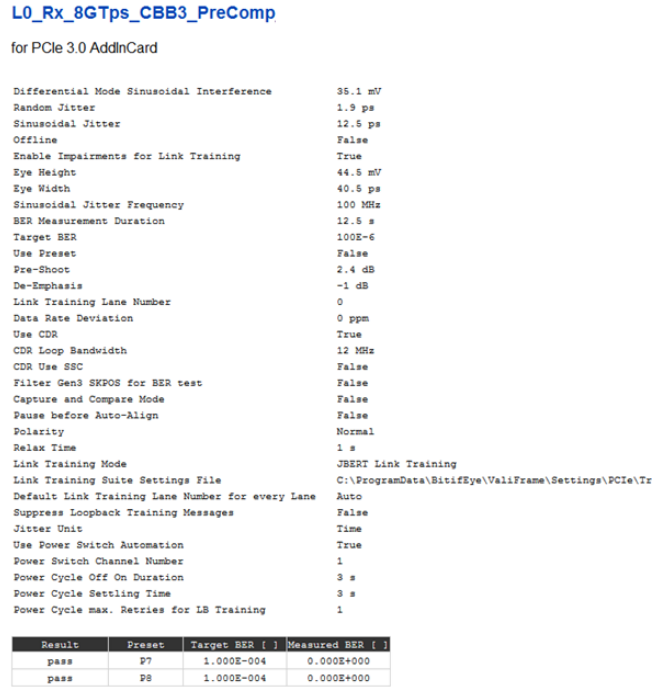 L0_Rx_8GTps_CBB3_PreComp
for PCIe 3.0 AddInCard
Differential Mode Sinusoidal Interference 35.1 mV
Random Jitter 1.9 ps
Sinusoidal Jitter 12.5 ps
Offline False
Enable Impairments for Link Training True
Eye Height 44.5 mV
Eye Width 40.5 ps
Sinusoidal Jitter Frequency 100 MHz
BER Measurement Duration 12.5 s
Target BER 100E-6
Use Preset False
Pre-Shoot 2.4 dB
De-Emphasis -1 dB
Link Training Lane Number 0
Data Rate Deviation 0 ppm
Use CDR True
CDR Loop Bandwidth 12 MHz
CDR Use SSC False
Filter Gen3 SKPOS for BER test False
Capture and Compare Mode False
Pause before Auto-Align False
Polarity Normal
Relax Time 1 s
Link Training Mode JBERT Link Training
Link Training Suite Settings File C:\ProgramData\BitifEye\ValiFrame\Settings\PCIe\Tr
Default Link Training Lane Number for every Lane Auto
Suppress Loopback Training Messages False
Jitter Unit Time
Use Power Switch Automation True
Power Switch Channel Number 1
Power Cycle Off On Duration 3 s
Power Cycle Settling Time 3 s
Power Cycle max. Retries for LB Training 1
Result Preset Target BER [ ] Measured BER [ ]
pass P7 1.000E-004 0.000E+000
pass P8 1.000E-004 0.000E+000